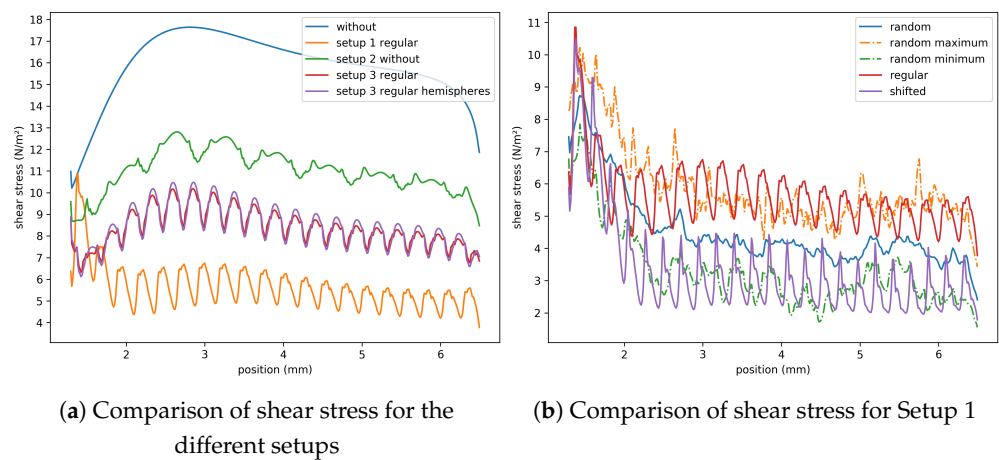 18
17
16
15
14
13
12
11
10
9
8
7
6
5
4
shear stress (N/m²)
without
setup 1 regular
setup 2 without
setup 3 regular
setup 3 regular hemispheres
2 3 4 5 6
position (mm)
(a) Comparison of shear stress for the
different setups
11
10
9
8
7
6
5
4
3
2
shear stress (N/m²)
random
random maximum
random minimum
regular
shifted
2 3 4 5 6
position (mm)
(b) Comparison of shear stress for Setup 1